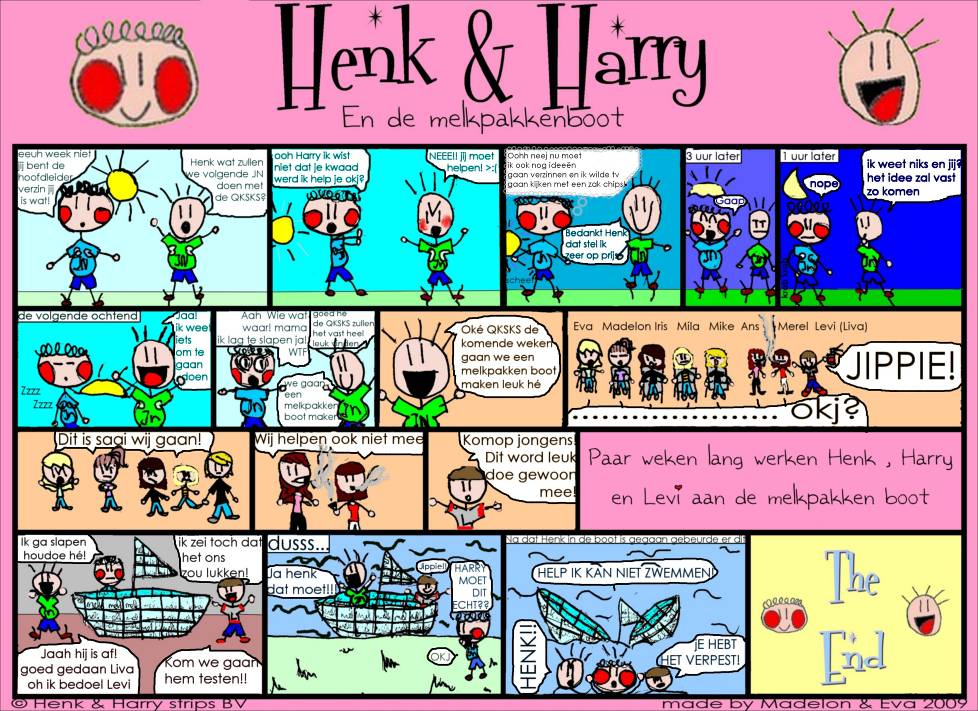 Henk & Harry
En de melkpakkenboot
eeuh week niet
jij bent de
hoofdleider
verzin jij
is wat!
Henk wat zullen
we volgende JN
doen met
de QKSKS?
ooh Harry ik wist
niet dat je kwaad
werd ik help je okj?
NEEE!! jij moet
helpen! >:(
Oohh neej nu moet
ik ook nog ideeën
gaan verzinnen en ik wilde tv
gaan kijken met een zak chips!
Bedankt Henk
dat stel ik
zeer op prijs
scheef
3 uur later
Gaap
1 uur later
nope
ik weet niks en jij?
het idee zal vast
zo komen
de volgende ochtend
Jaa!
ik weet
iets
om te
gaan
doen
Zzzz
Zzzz
Aah Wie wat
waar! mama
ik lag te slapen ja!
WTF
goed he
de QKSKS zullen
het vast heel
leuk vinden
we gaan
een
melkpakken
boot maken
Oké QKSKS de
komende weken
gaan we een
melkpakken boot
maken leuk hé
Eva Madelon Iris Mila Mike Ans Merel Levi (Liva)
JIPPIE!
................................ okj?
Dit is saai wij gaan!
Wij helpen ook niet mee
Komop jongens
Dit word leuk
doe gewoon
mee!
Paar weken lang werken Henk , Harry
en Levi aan de melkpakken boot
Ik ga slapen
houdoe hé!
ik zei toch dat
het ons
zou lukken!
Jaah hij is af!
goed gedaan Liva
oh ik bedoel Levi
Kom we gaan
hem testen!!
dusss...
Ja henk
dat moet!!!
Jippie!!
HARRY
MOET
DIT
ECHT??
OKJ
Na dat Henk in de boot is gegaan gebeurde er dit
HELP IK KAN NIET ZWEMMEN!
HENK!!
JE HEBT
HET VERPEST!
The
End
© Henk & Harry strips BV
made by Madelon & Eva 2009